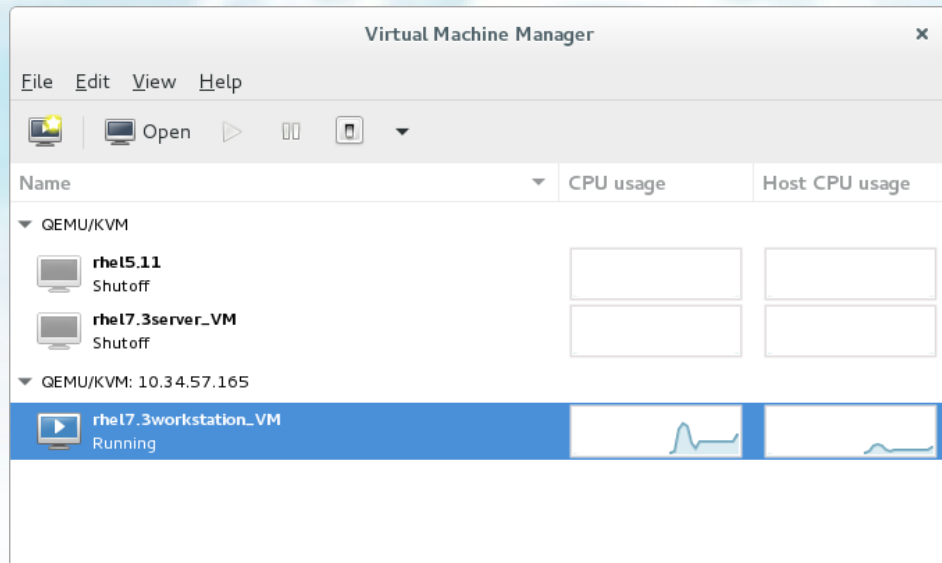 Virtual Machine Manager
File Edit View Help
Open
Name CPU usage Host CPU usage
QEMU/KVM
rhel5.11
Shutoff
rhel7.3server_VM
Shutoff
QEMU/KVM: 10.34.57.165
rhel7.3workstation_VM
Running